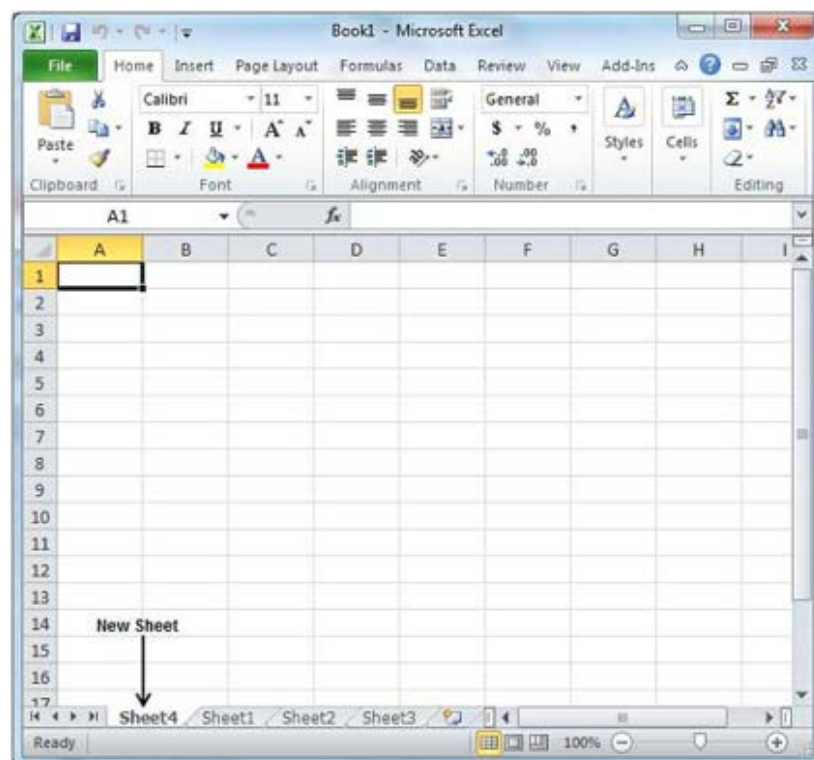 Book1 - Microsoft Excel
File Home Insert Page Layout Formulas Data Review View Add-Ins
Calibri 11 General
B I U A A $ % ,
Paste Styles Cells
Clipboard Font Alignment Number Editing
A1 fx
A B C D E F G H I
1
2
3
4
5
6
7
8
9
10
11
12
13
14 New Sheet
15
16
17
Sheet4 Sheet1 Sheet2 Sheet3
Ready 100%